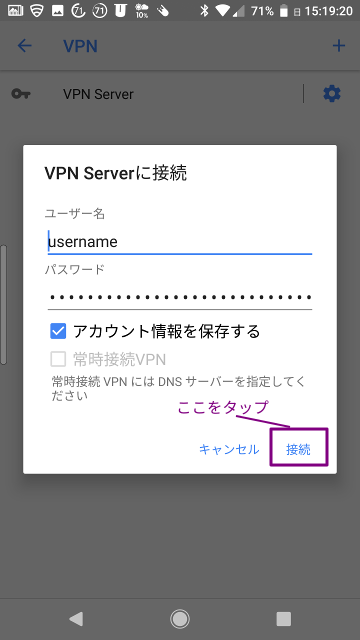 71 71 10% 71% 日 15:19:20
VPN
VPN Server
VPN Serverに接続
ユーザー名
username
パスワード
••••••••••••••••••••••••••
アカウント情報を保存する
常時接続VPN
常時接続 VPN には DNS サーバーを指定してく
ださい
ここをタップ
キャンセル 接続